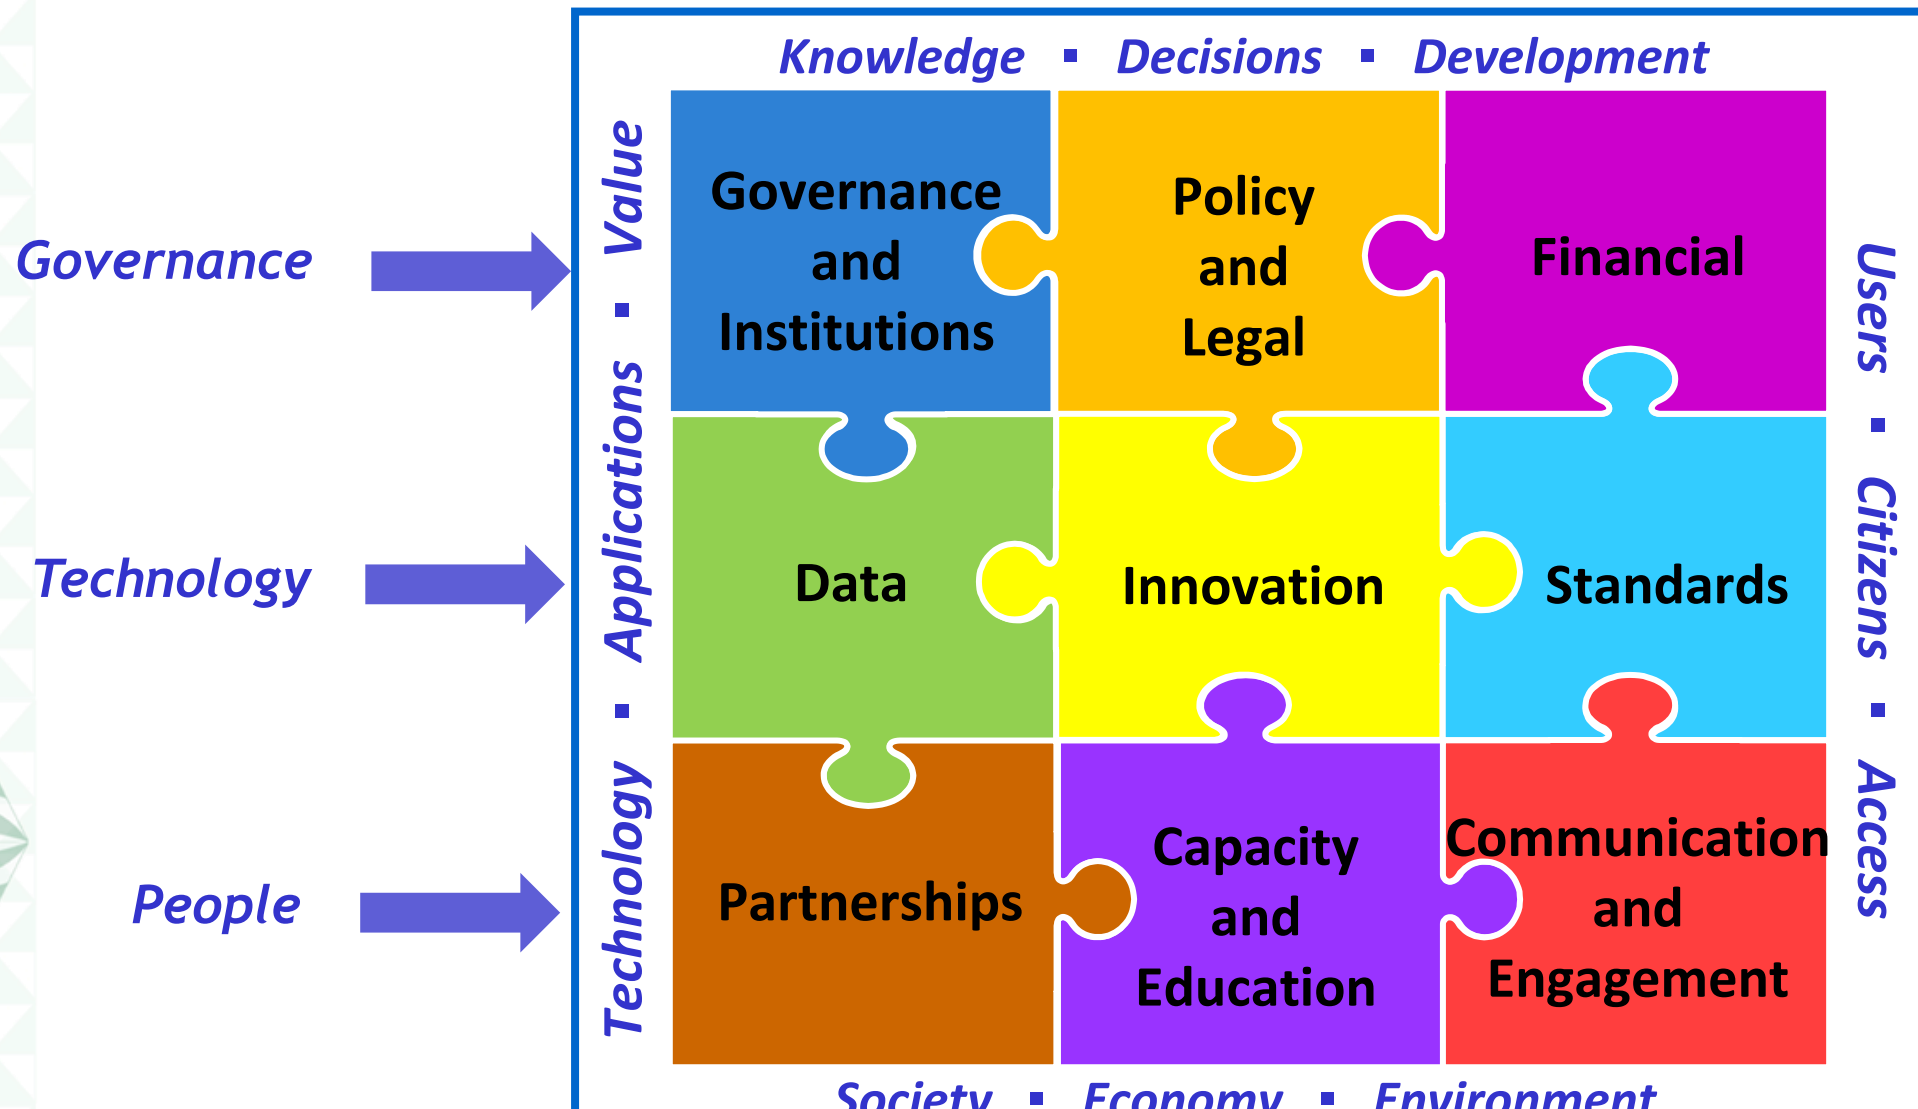 Knowledge ▪ Decisions ▪ Development
Governance
Technology
People
Technology ▪ Applications ▪ Value
Governance
and
Institutions
Policy
and
Legal
Financial
Data
Innovation
Standards
Partnerships
Capacity
and
Education
Communication
and
Engagement
Users ▪ Citizens ▪ Access
Society ▪ Economy ▪ Environment